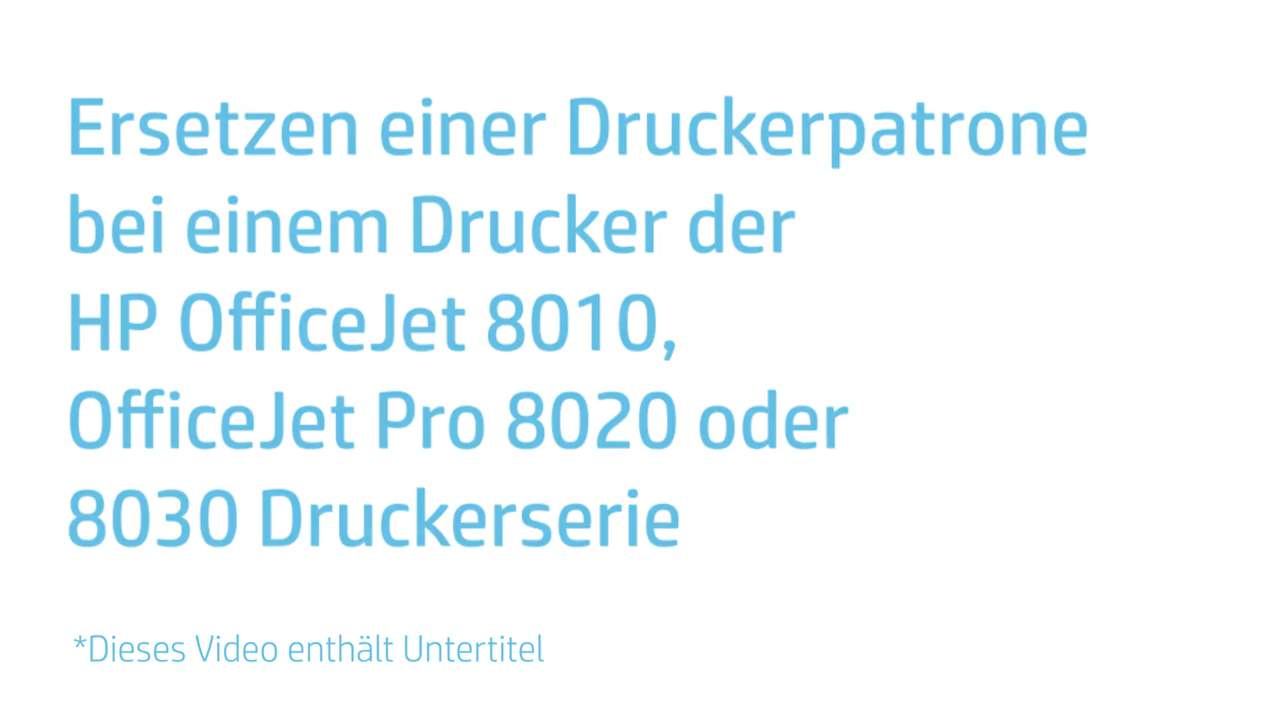 Ersetzen einer Druckerpatrone
bei einem Drucker der
HP OfficeJet 8010,
OfficeJet Pro 8020 oder
8030 Druckerserie
*Dieses Video enthält Untertitel